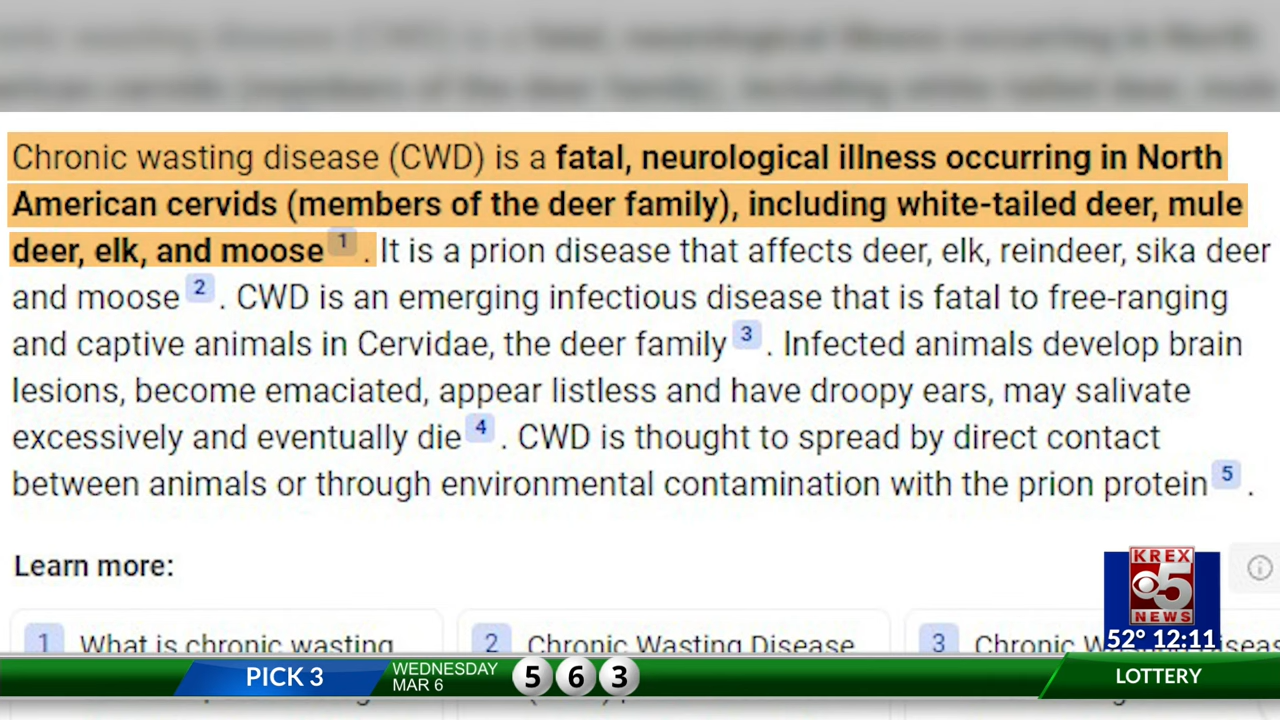 Chronic wasting disease (CWD) is a fatal, neurological illness occurring in North
American cervids (members of the deer family), including white-tailed deer, mule
deer, elk, and moose 1 . It is a prion disease that affects deer, elk, reindeer, sika deer
and moose 2 . CWD is an emerging infectious disease that is fatal to free-ranging
and captive animals in Cervidae, the deer family 3 . Infected animals develop brain
lesions, become emaciated, appear listless and have droopy ears, may salivate
excessively and eventually die 4 . CWD is thought to spread by direct contact
between animals or through environmental contamination with the prion protein 5 .
Learn more:
KREX
5
NEWS
52° 12:11
1 What is chronic wasting
2 Chronic Wasting Disease
3 Chronic
PICK 3
WEDNESDAY
MAR 6
5 6 3
LOTTERY